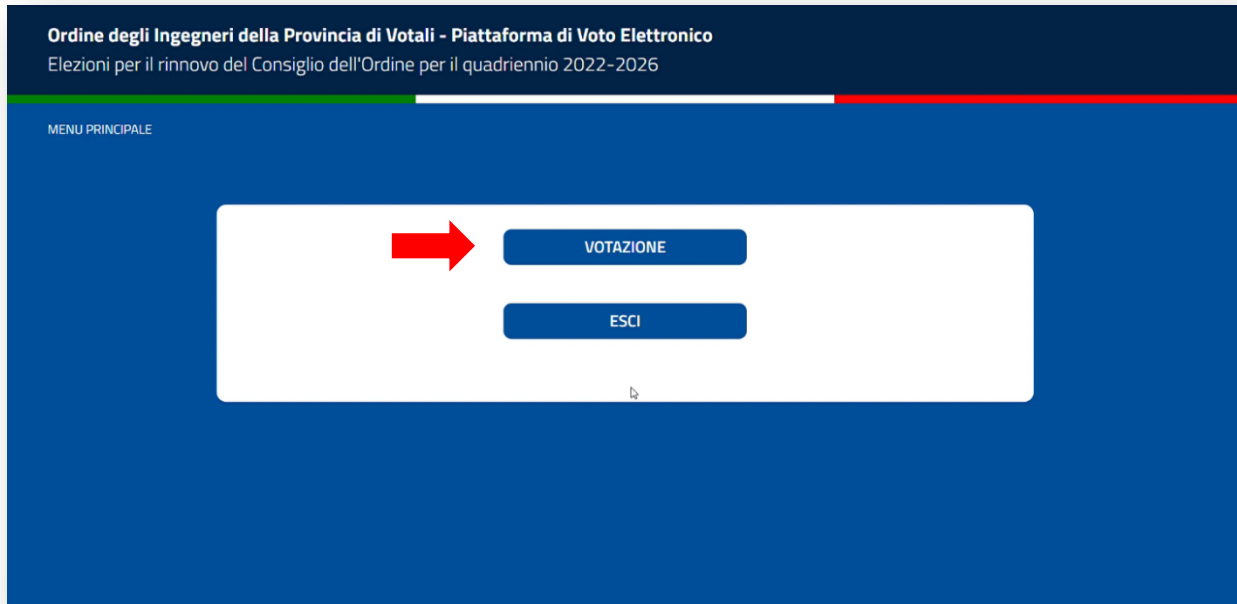 Ordine degli Ingegneri della Provincia di Votali - Piattaforma di Voto Elettronico
Elezioni per il rinnovo del Consiglio dell'Ordine per il quadriennio 2022-2026
MENU PRINCIPALE
VOTAZIONE
ESCI